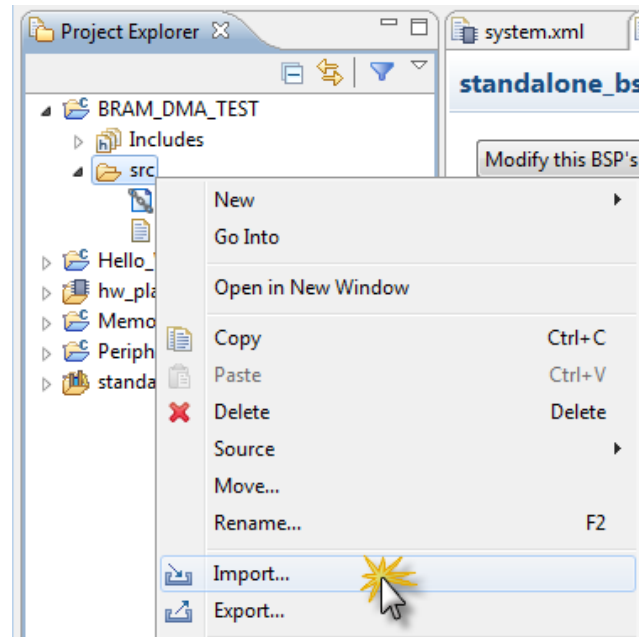 Project Explorer
system.xml
standalone_bs
BRAM_DMA_TEST
Includes
Modify this BSP's
src
New
Go Into
Hello_
Open in New Window
hw_pla
Memo
Copy Ctrl+C
Periph
Paste Ctrl+V
standa
Delete Delete
Source
Move...
Rename... F2
Import...
Export...